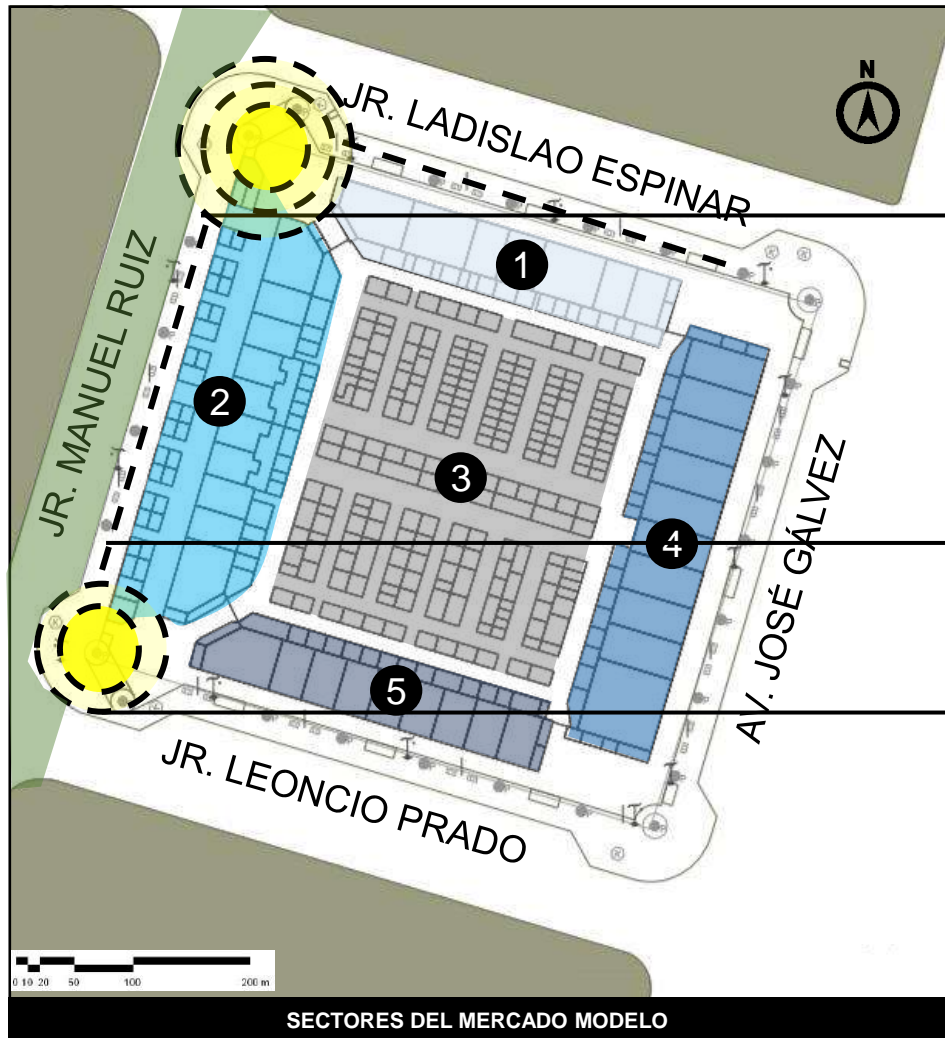 N
JR. LADISLAO ESPINAR
1
JR. MANUEL RUIZ
2
3
4
AV. JOSÉ GÁLVEZ
5
JR. LEONCIO PRADO
0 10 20 50 100 200 m
SECTORES DEL MERCADO MODELO